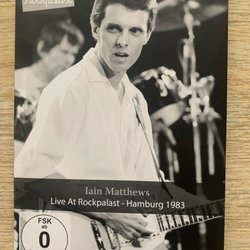 Rockpalast
Iain Matthews
Live At Rockpalast - Hamburg 1983
FSK
ab
0